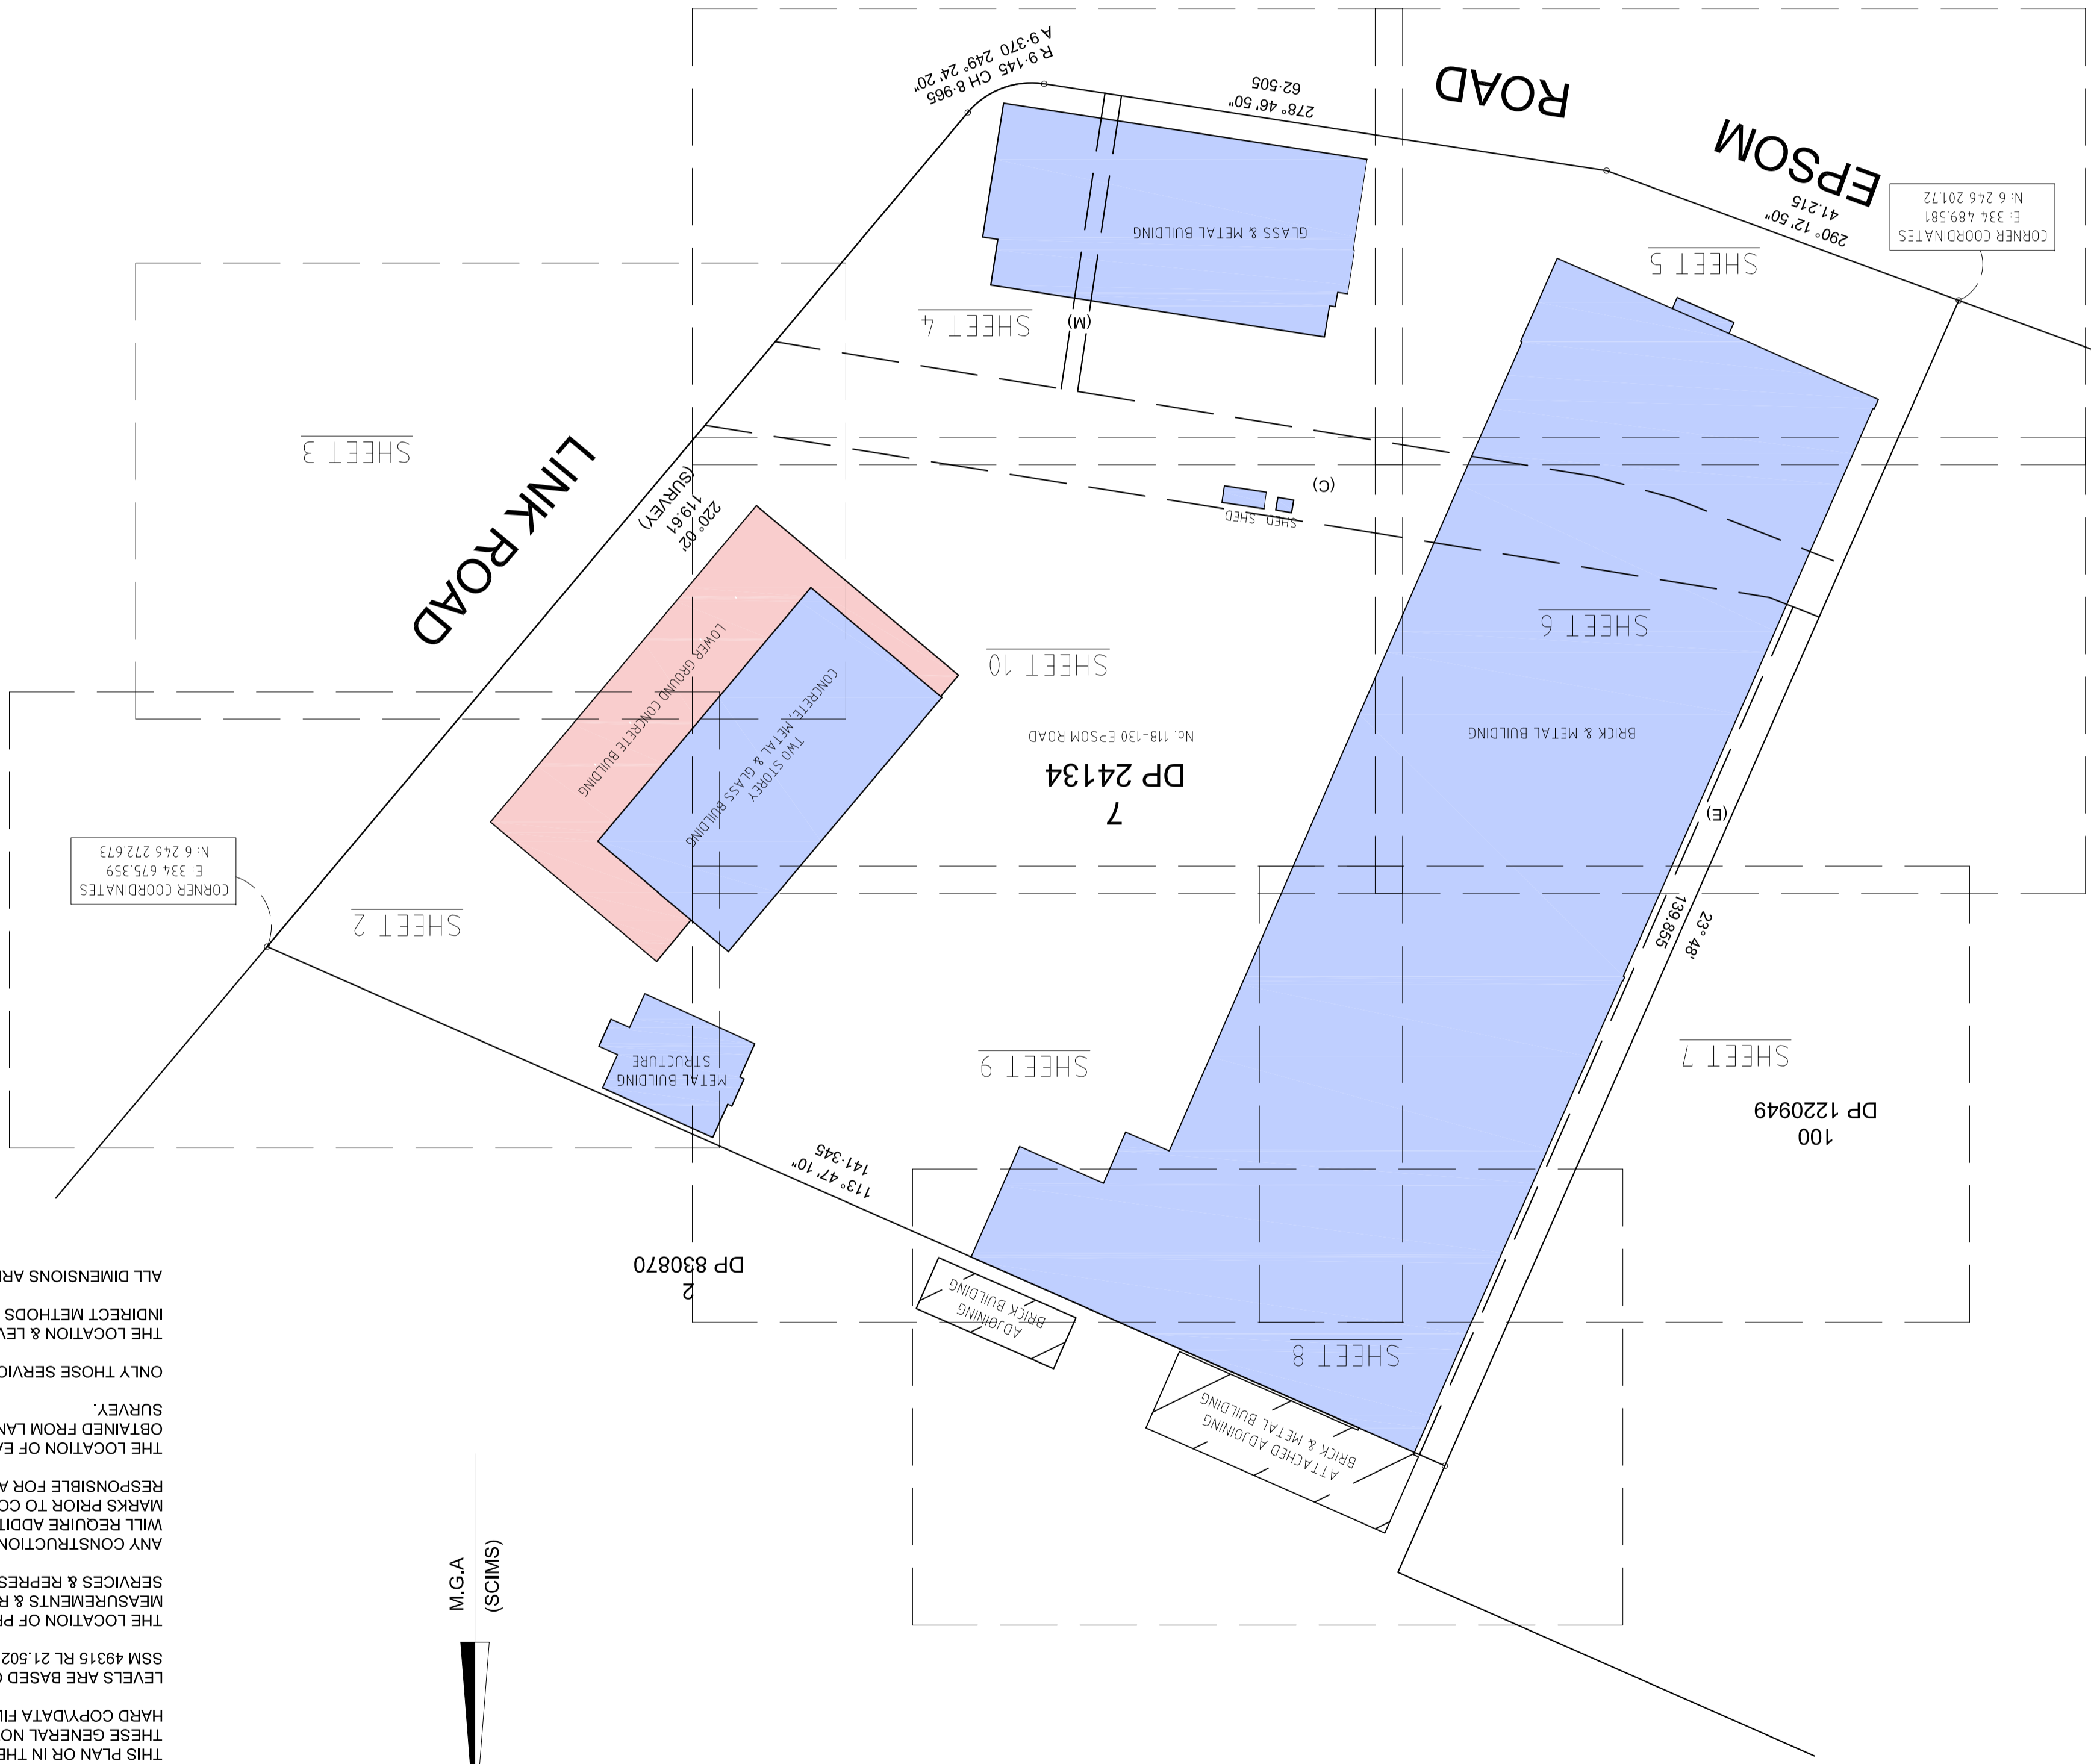 THIS PLAN OR IN THE
THESE GENERAL NO
HARD COPY\DATA FIL
LEVELS ARE BASED O
SSM 49315 RL 21.502
THE LOCATION OF PR
MEASUREMENTS & R
SERVICES & REPRES
ANY CONSTRUCTION
WILL REQUIRE ADDIT
MARKS PRIOR TO CO
RESPONSIBLE FOR A
THE LOCATION OF EA
OBTAINED FROM LAN
SURVEY.
ONLY THOSE SERVIC
THE LOCATION & LEV
INDIRECT METHODS
ALL DIMENSIONS AR
M.G.A
(SCIMS)
ATTACHED ADJOINING
BRICK & METAL BUILDING
SHEET 8
ADJOINING
BRICK BUILDING
2
DP 830870
100
DP 1220949
113° 47' 10"
141·345
SHEET 7
SHEET 9
METAL BUILDING
STRUCTURE
23° 48'
139.855
SHEET 2
CORNER COORDINATES
E: 334 675.359
N: 6 246 272.673
(E)
7
DP 24134
No. 118-130 EPSOM ROAD
BRICK & METAL BUILDING
TWO STOREY
CONCRETE, METAL & GLASS BUILDING
LOWER GROUND CONCRETE BUILDING
SHEET 10
SHEET 6
LINK ROAD
220° 02'
119.61
(SURVEY)
SHED
SHED
(C)
SHEET 3
SHEET 4
(M)
SHEET 5
GLASS & METAL BUILDING
CORNER COORDINATES
E: 334 489.581
N: 6 246 201.72
290° 12' 50"
41.215
EPSOM
ROAD
278° 46' 50"
62·505
R 9·145 CH 8·965
A 9·370 249° 24' 20"